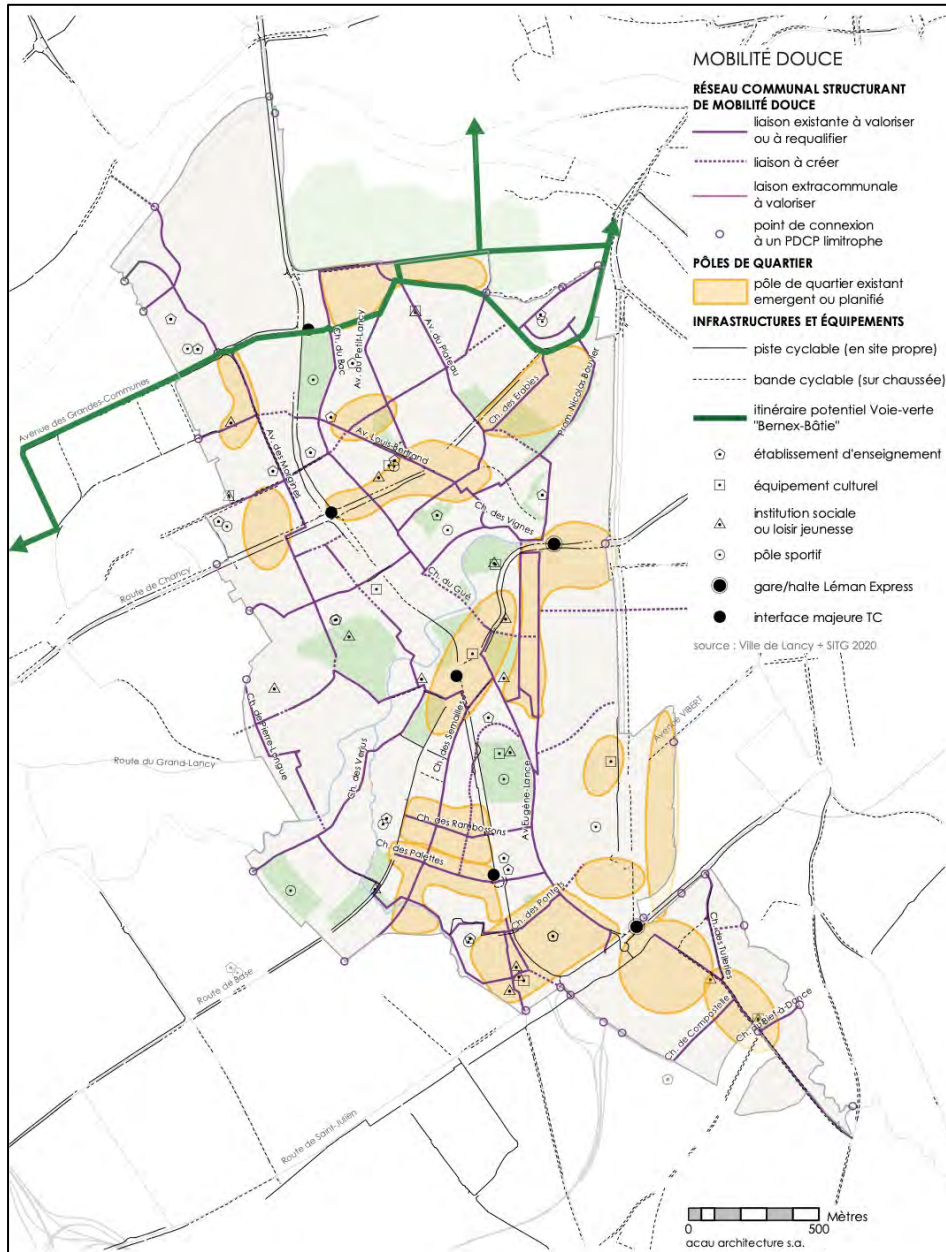 MOBILITÉ DOUCE
RÉSEAU COMMUNAL STRUCTURANT
DE MOBILITÉ DOUCE
liaison existante à valoriser
ou à requalifier
liaison à créer
laison extracommunale
à valoriser
point de connexion
à un PDCP limitrophe
PÔLES DE QUARTIER
pôle de quartier existant
emergent ou planifié
INFRASTRUCTURES ET ÉQUIPEMENTS
piste cyclable (en site propre)
bande cyclable (sur chaussée)
itinéraire potentiel Voie-verte
"Bernex-Bâtie"
établissement d'enseignement
équipement culturel
institution sociale
ou loisir jeunesse
pôle sportif
gare/halte Léman Express
interface majeure TC
source : Ville de Lancy + SITG 2020
Avenue des Grandes-Communes
Ch. du Bac
Av. du Petit-Lancy
Av. du Plateau
Ch. des Erables
Prom. Nicolas Bouvier
Av. Louis-Bertrand
Av. des Morgines
Ch. des Vignes
Route de Chancy
Ch. du Gué
Ch. de Pierre-Longue
Route du Grand-Lancy
Ch. des Verjus
Ch. des Semailles
Av. Eugène-Lance
Avenue VIBERT
Ch. des Rambossons
Ch. des Palettes
Ch. des Pontets
Ch. des Tuileries
Route de Base
Ch. de Compostelle
Ch. du Bief-à-Dance
Route de Saint-Julien
0 500 Mètres
acau architecture s.a.